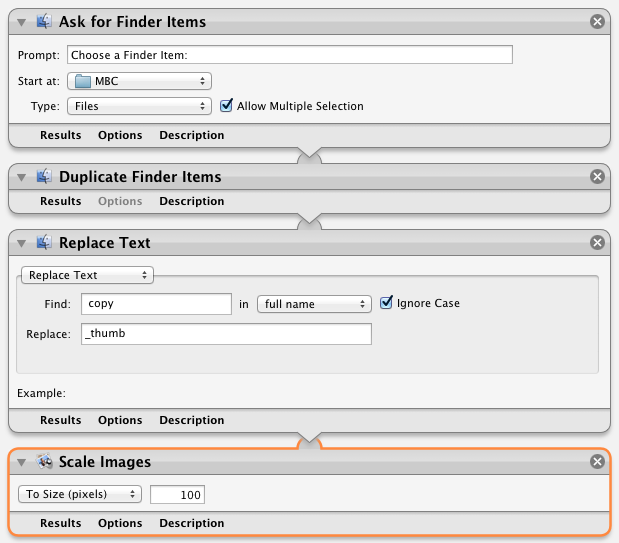 Ask for Finder Items
Prompt: Choose a Finder Item:
Start at: MBC
Type: Files Allow Multiple Selection
Results Options Description
Duplicate Finder Items
Results Options Description
Replace Text
Replace Text
Find: copy in full name Ignore Case
Replace: _thumb
Example:
Results Options Description
Scale Images
To Size (pixels) 100
Results Options Description